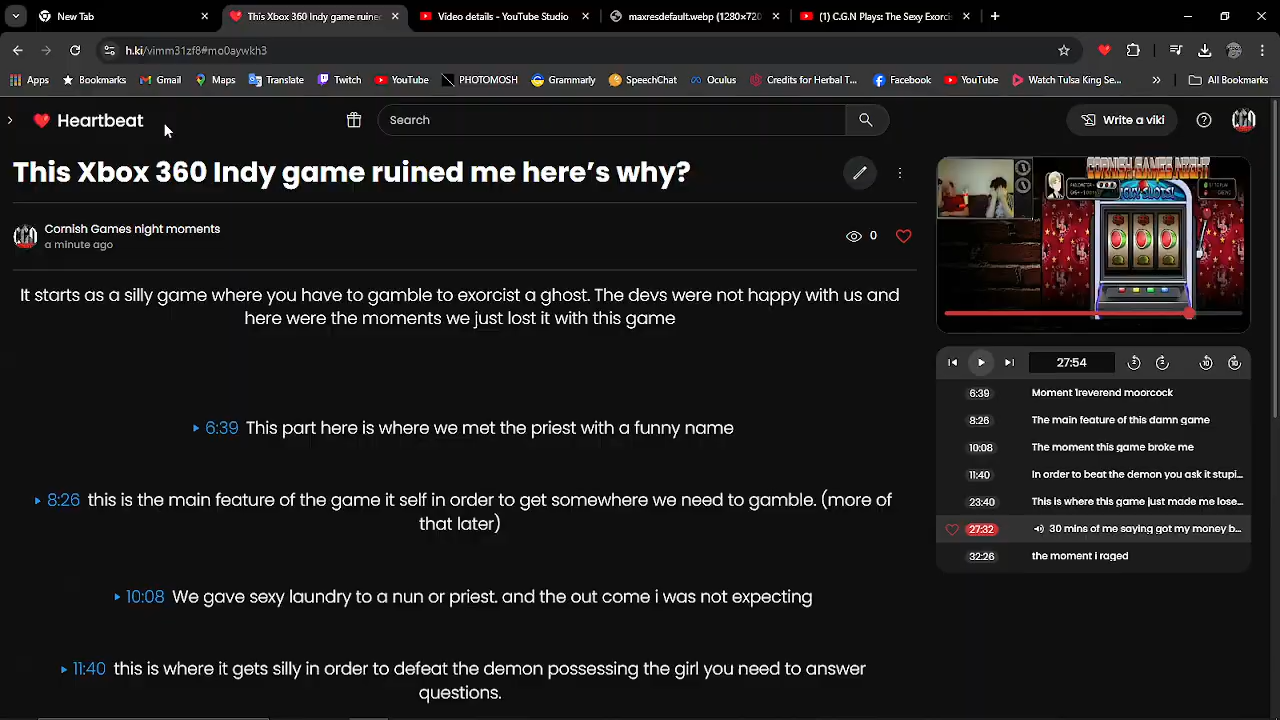 New Tab
This Xbox 360 Indy game ruined
Video details - YouTube Studio
maxresdefault.webp (1280×720
(1) C.G.N Plays: The Sexy Exorci
h.ki/vimm31zf8#mo0aywkh3
Apps
Bookmarks
Gmail
Maps
Translate
Twitch
YouTube
PHOTOMOSH
Grammarly
SpeechChat
Oculus
Credits for Herbal T...
Facebook
YouTube
Watch Tulsa King Se...
All Bookmarks
Heartbeat
Search
Write a viki
This Xbox 360 Indy game ruined me here's why?
Cornish Games night moments
a minute ago
0
It starts as a silly game where you have to gamble to exorcist a ghost. The devs were not happy with us and
here were the moments we just lost it with this game
6:39 This part here is where we met the priest with a funny name
8:26 this is the main feature of the game it self in order to get somewhere we need to gamble. (more of
that later)
10:08 We gave sexy laundry to a nun or priest. and the out come i was not expecting
11:40 this is where it gets silly in order to defeat the demon possessing the girl you need to answer
questions.
CORNISH GAMES NIGHT
27:54
6:39 Moment 1reverend moorcock
8:26 The main feature of this damn game
10:08 The moment this game broke me
11:40 In order to beat the demon you ask it stupi...
23:40 This is where this game just made me lose...
27:32 30 mins of me saying got my money b...
32:26 the moment i raged